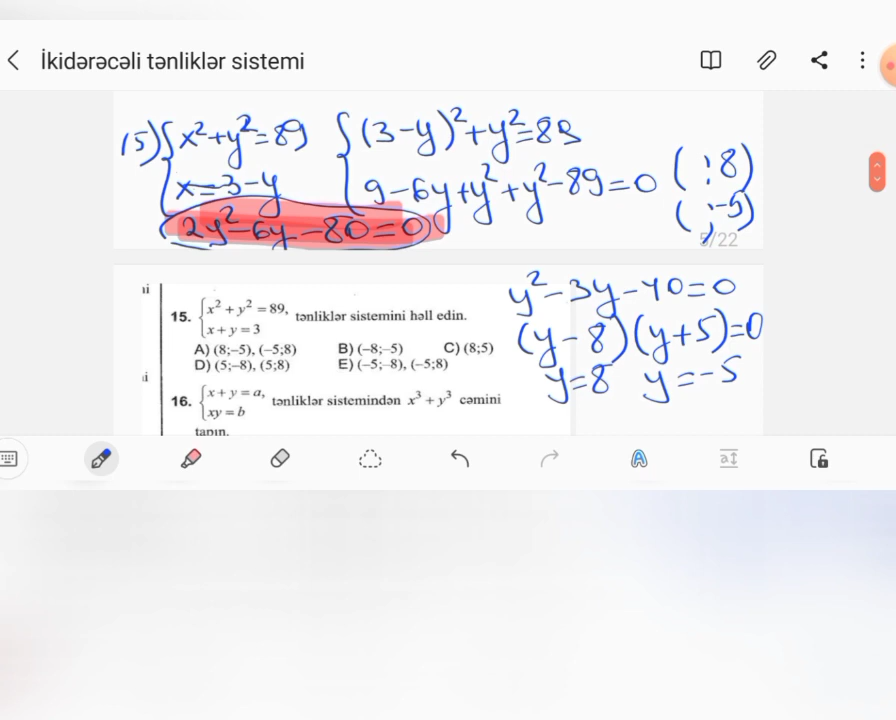 İkidərəcəli tənliklər sistemi
15) { x²+y²=89 { (3-y)²+y²=89
x=3-y 9-6y+y²+y²-89=0 ( ;8)
2y²-6y-80=0 ( ;-5)
5/22
y²-3y-40=0
(y-8)(y+5)=0
y=8 y=-5
15. { x² + y² = 89, tənliklər sistemini həll edin.
x + y = 3
A) (8;–5), (–5;8) B) (–8;–5) C) (8;5)
D) (5;–8), (5;8) E) (–5;–8), (–5;8)
16. { x + y = a, tənliklər sistemindən x³ + y³ cəmini
xy = b
tapın.